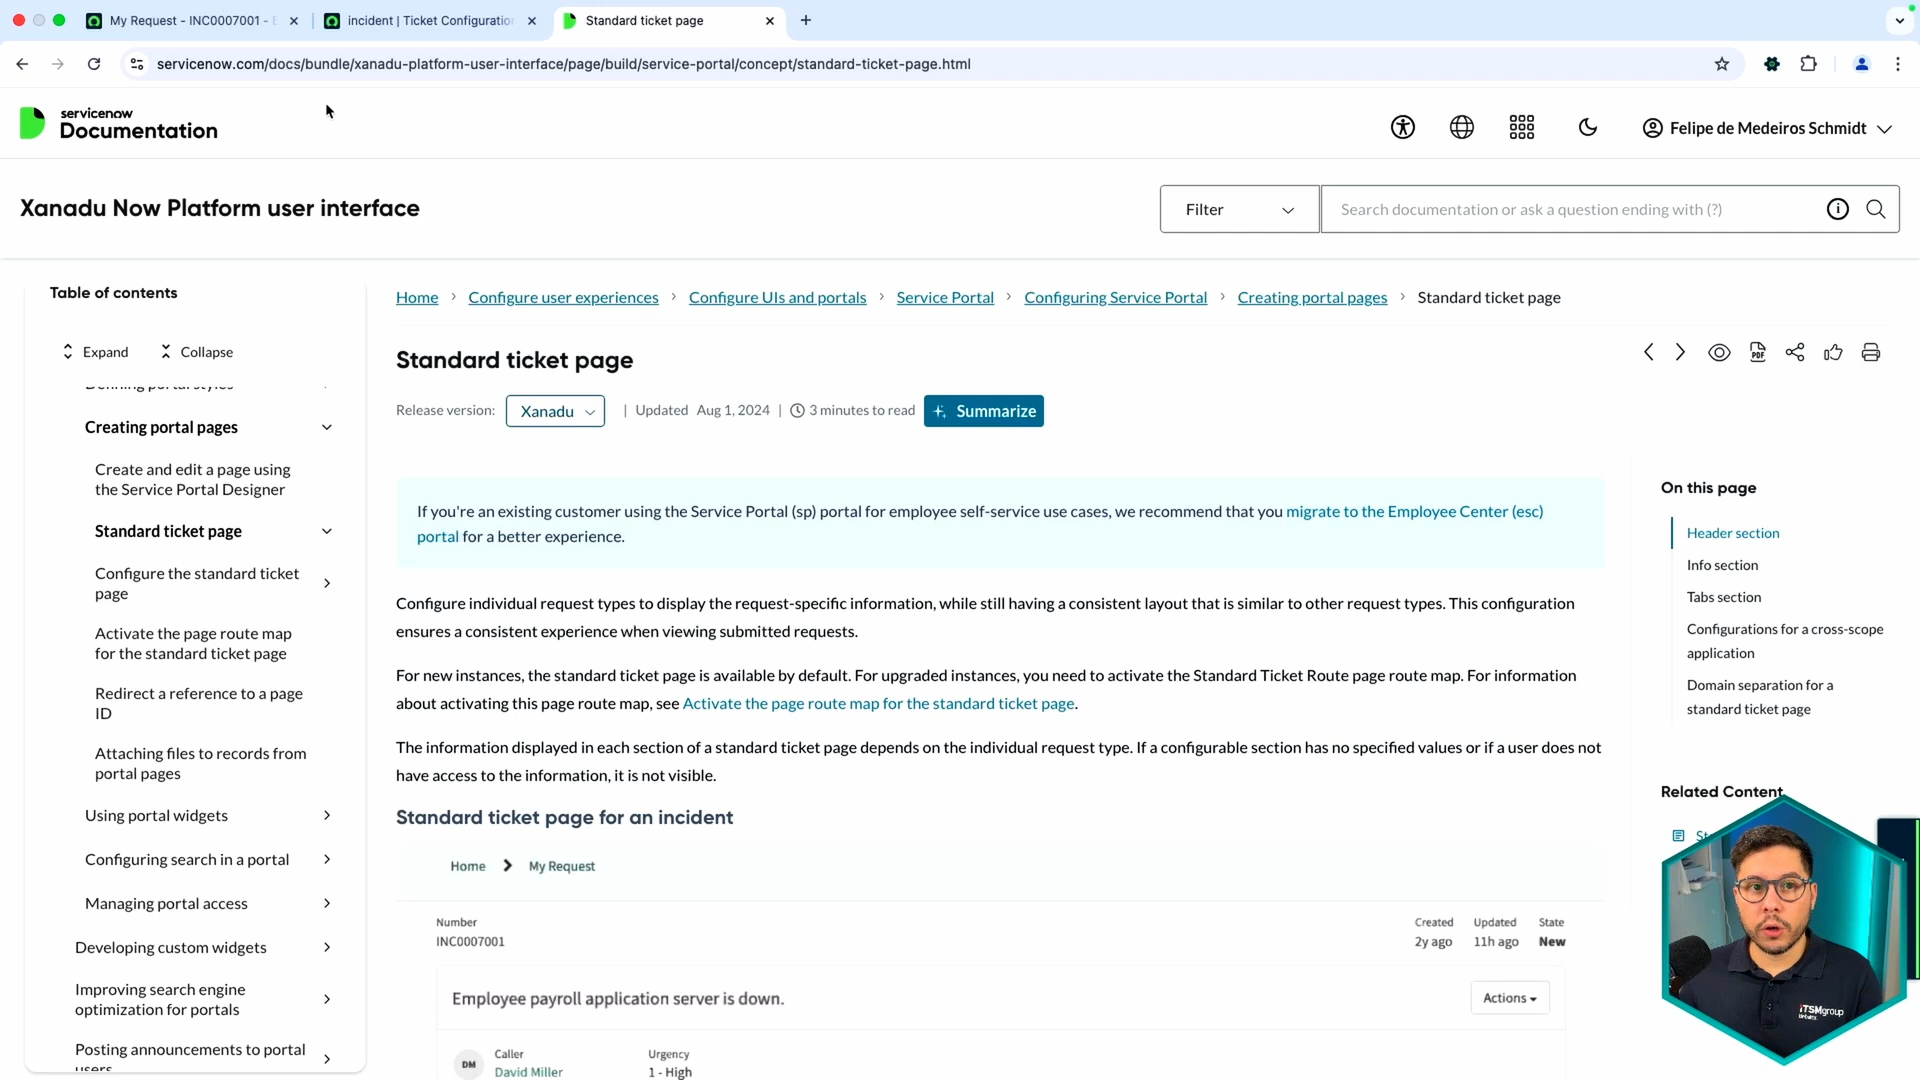 My Request - INC0007001 -
incident | Ticket Configuration
Standard ticket page
servicenow.com/docs/bundle/xanadu-platform-user-interface/page/build/service-portal/concept/standard-ticket-page.html
servicenow
Documentation
Felipe de Medeiros Schmidt
Xanadu Now Platform user interface
Filter
Search documentation or ask a question ending with (?)
Table of contents
Expand
Collapse
Defining portal styles
Creating portal pages
Create and edit a page using
the Service Portal Designer
Standard ticket page
Configure the standard ticket
page
Activate the page route map
for the standard ticket page
Redirect a reference to a page
ID
Attaching files to records from
portal pages
Using portal widgets
Configuring search in a portal
Managing portal access
Developing custom widgets
Improving search engine
optimization for portals
Posting announcements to portal
users
Home > Configure user experiences > Configure UIs and portals > Service Portal > Configuring Service Portal > Creating portal pages > Standard ticket page
Standard ticket page
Release version: Xanadu | Updated Aug 1, 2024 | 3 minutes to read Summarize
If you're an existing customer using the Service Portal (sp) portal for employee self-service use cases, we recommend that you migrate to the Employee Center (esc)
portal for a better experience.
Configure individual request types to display the request-specific information, while still having a consistent layout that is similar to other request types. This configuration
ensures a consistent experience when viewing submitted requests.
For new instances, the standard ticket page is available by default. For upgraded instances, you need to activate the Standard Ticket Route page route map. For information
about activating this page route map, see Activate the page route map for the standard ticket page.
The information displayed in each section of a standard ticket page depends on the individual request type. If a configurable section has no specified values or if a user does not
have access to the information, it is not visible.
Standard ticket page for an incident
Home > My Request
Number
INC0007001
Created Updated State
2y ago 11h ago New
Employee payroll application server is down.
Actions
DM
Caller
David Miller
Urgency
1 - High
On this page
Header section
Info section
Tabs section
Configurations for a cross-scope
application
Domain separation for a
standard ticket page
Related Content
iTSMgroup